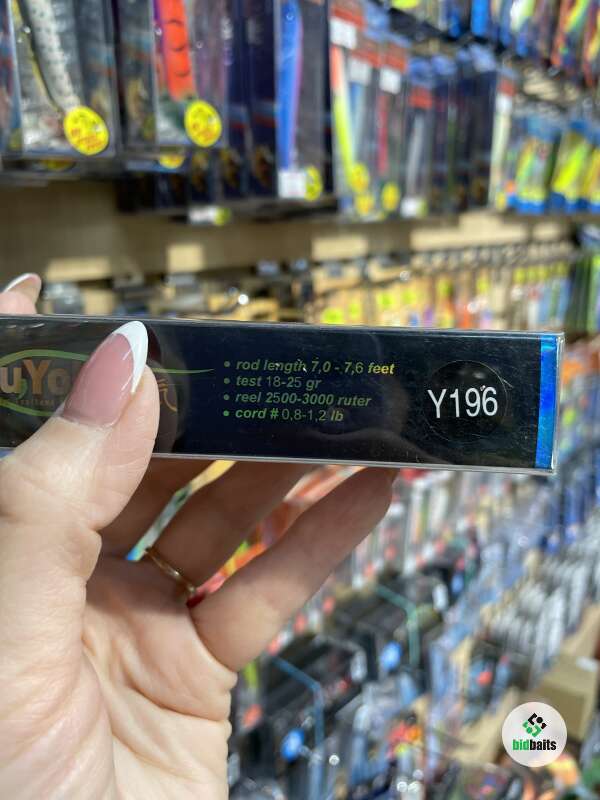 uYo
• rod length 7,0 - 7,6 feet
• test 18-25 gr
• reel 2500-3000 ruter
• cord # 0,8-1,2 lb
Y196
bidbaits